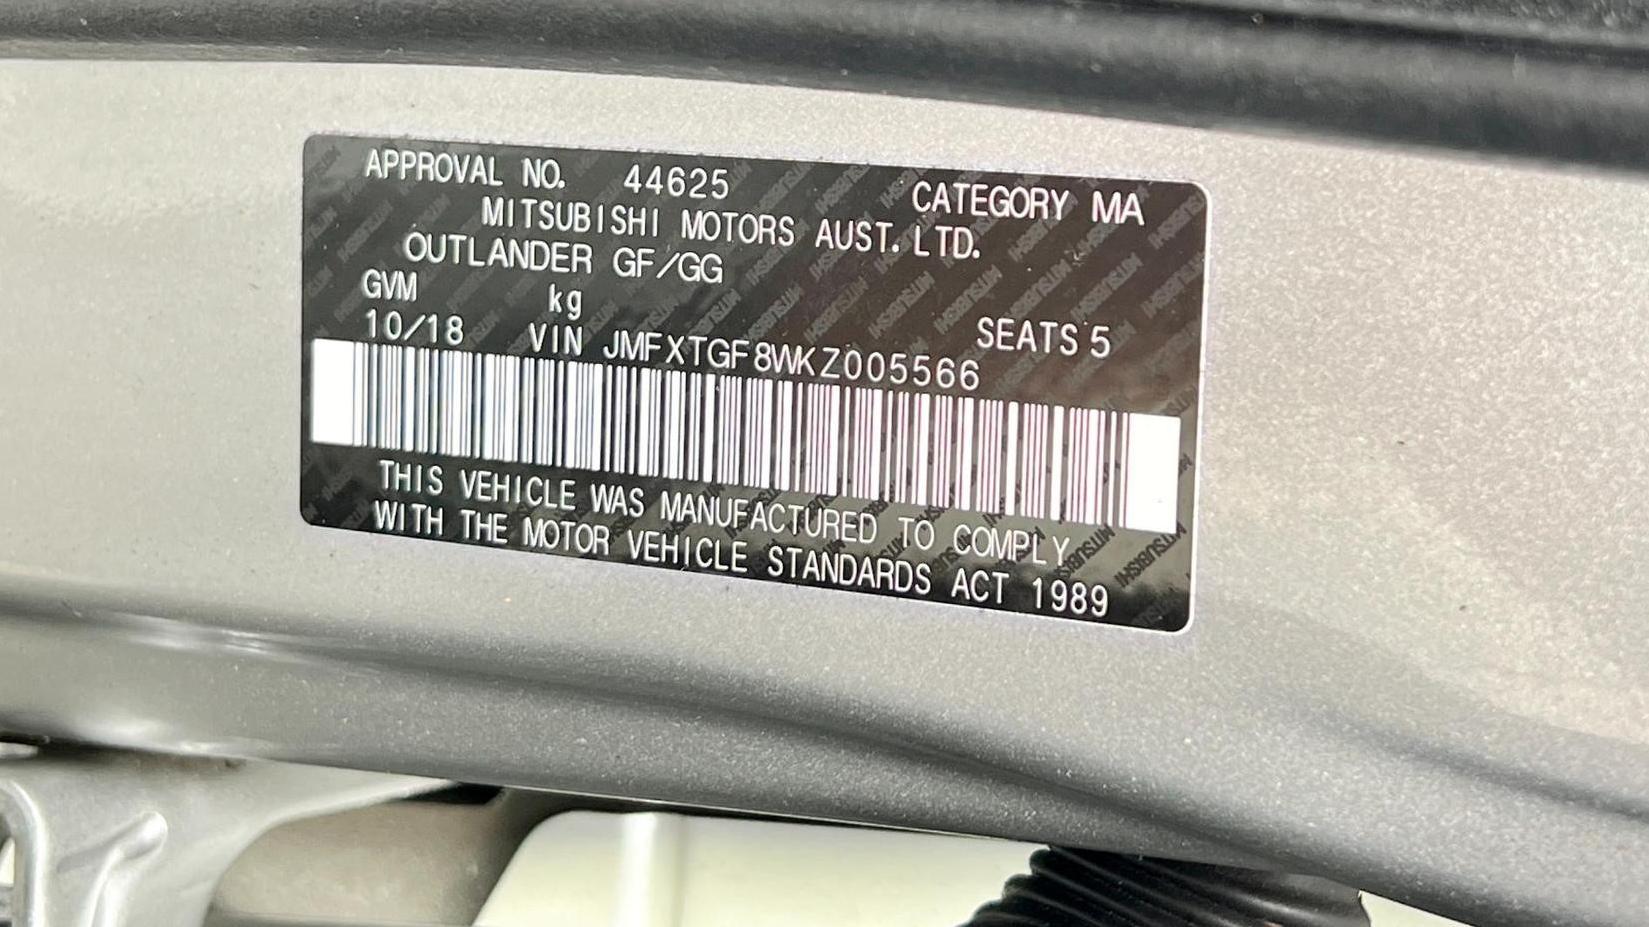 APPROVAL NO. 44625 CATEGORY MA
MITSUBISHI MOTORS AUST. LTD.
OUTLANDER GF/GG
GVM kg SEATS 5
10/18 VIN JMFXTGF8WKZ005566
THIS VEHICLE WAS MANUFACTURED TO COMPLY
WITH THE MOTOR VEHICLE STANDARDS ACT 1989